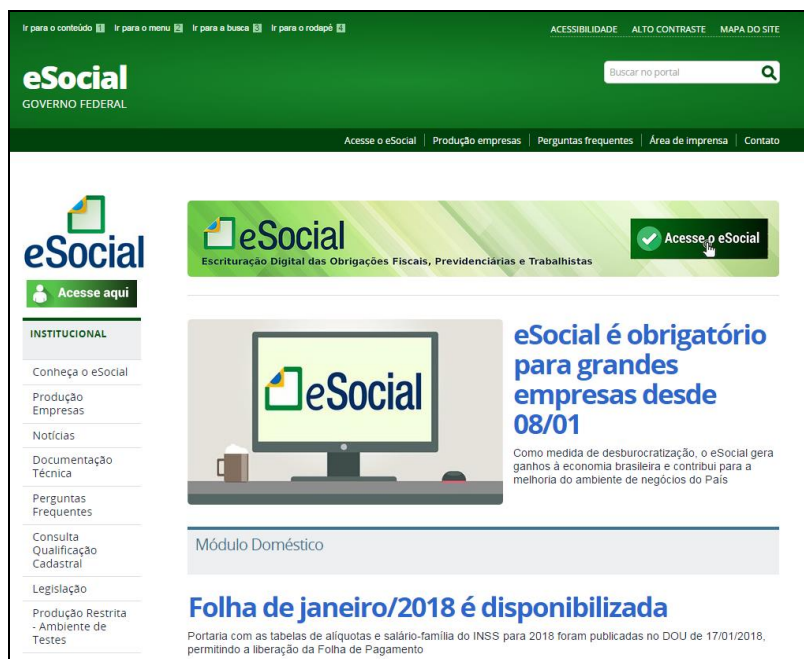 Ir para o conteúdo 1 Ir para o menu 2 Ir para a busca 3 Ir para o rodapé 4
ACESSIBILIDADE ALTO CONTRASTE MAPA DO SITE
eSocial
GOVERNO FEDERAL
Buscar no portal
Acesse o eSocial Produção empresas Perguntas frequentes Área de imprensa Contato
eSocial
Acesse aqui
INSTITUCIONAL
Conheça o eSocial
Produção
Empresas
Notícias
Documentação
Técnica
Perguntas
Frequentes
Consulta
Qualificação
Cadastral
Legislação
Produção Restrita
- Ambiente de
Testes
eSocial
Escrituração Digital das Obrigações Fiscais, Previdenciárias e Trabalhistas
Acesse o eSocial
eSocial
eSocial é obrigatório
para grandes
empresas desde
08/01
Como medida de desburocratização, o eSocial gera
ganhos à economia brasileira e contribui para a
melhoria do ambiente de negócios do País
Módulo Doméstico
Folha de janeiro/2018 é disponibilizada
Portaria com as tabelas de alíquotas e salário-família do INSS para 2018 foram publicadas no DOU de 17/01/2018,
permitindo a liberação da Folha de Pagamento